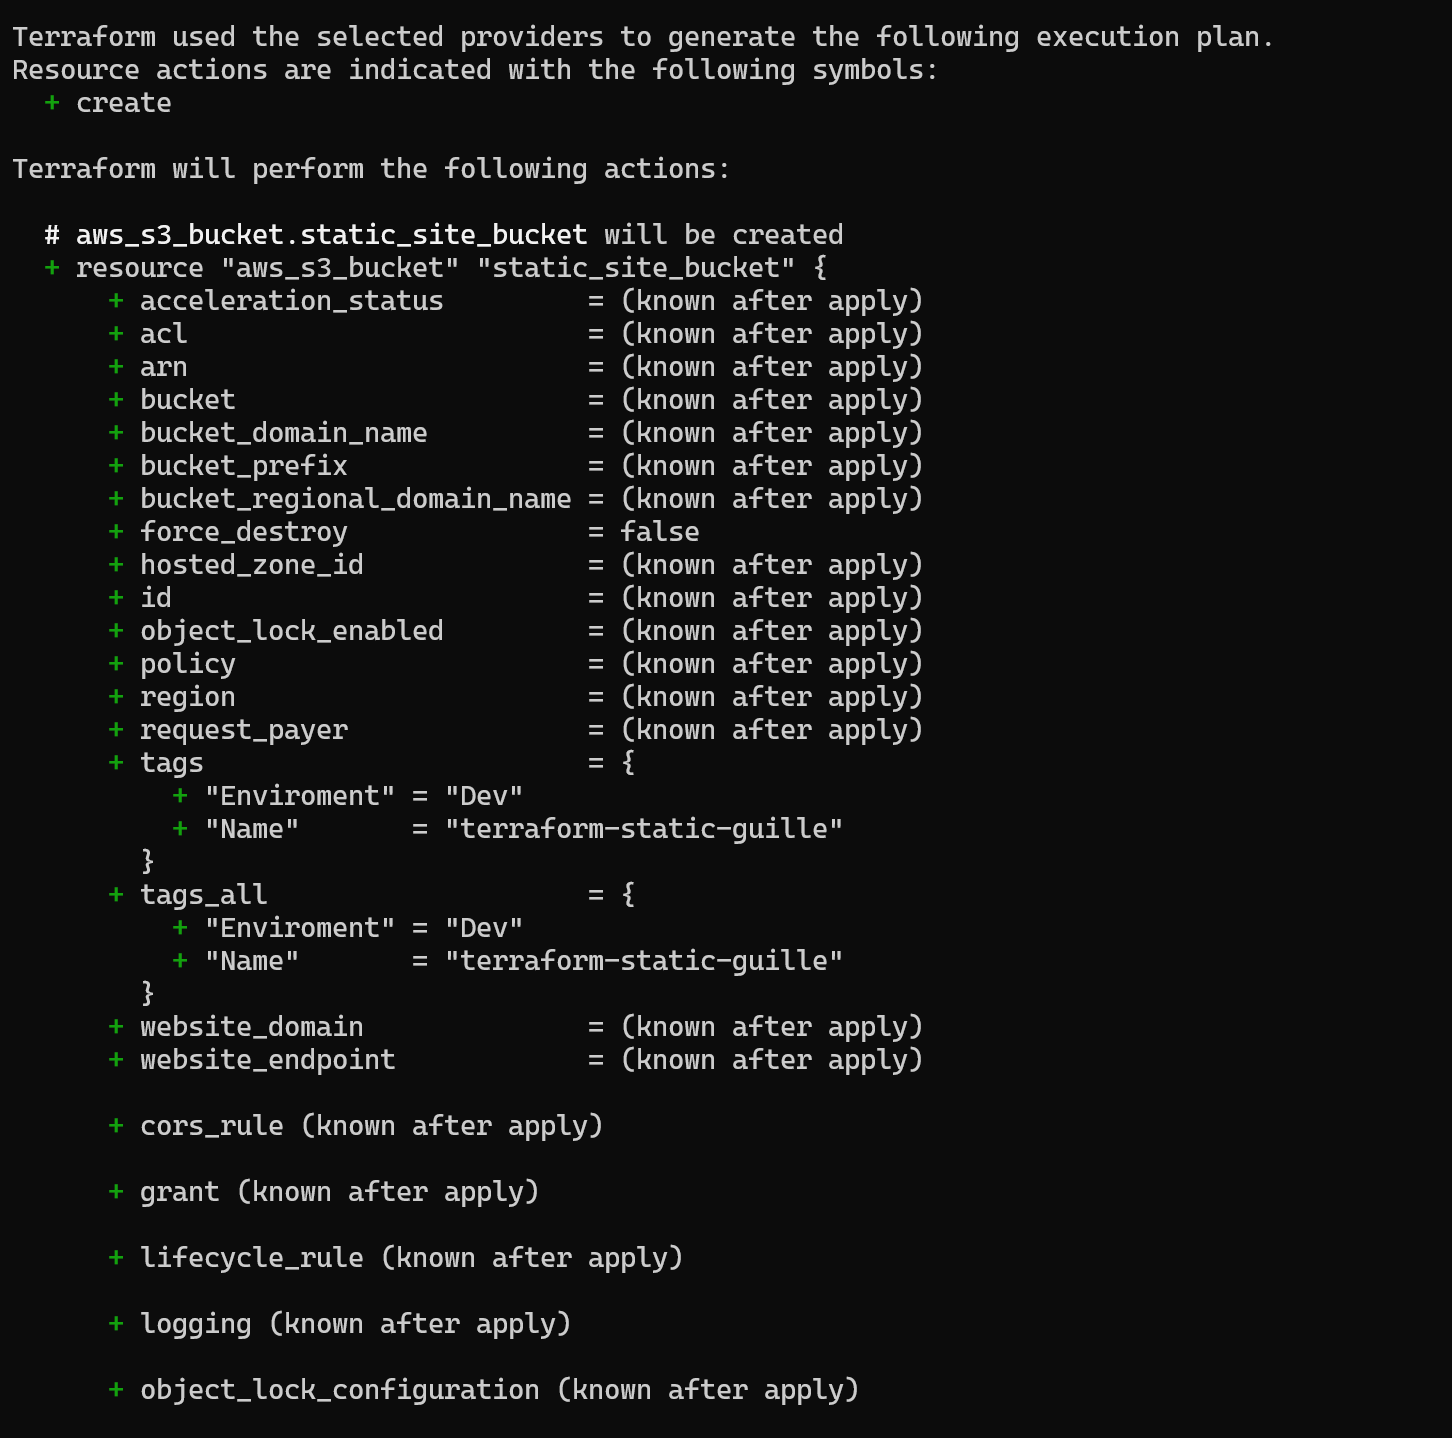 Terraform used the selected providers to generate the following execution plan.
Resource actions are indicated with the following symbols:
  + create

Terraform will perform the following actions:

  # aws_s3_bucket.static_site_bucket will be created
  + resource "aws_s3_bucket" "static_site_bucket" {
      + acceleration_status         = (known after apply)
      + acl                         = (known after apply)
      + arn                         = (known after apply)
      + bucket                      = (known after apply)
      + bucket_domain_name          = (known after apply)
      + bucket_prefix               = (known after apply)
      + bucket_regional_domain_name = (known after apply)
      + force_destroy               = false
      + hosted_zone_id              = (known after apply)
      + id                          = (known after apply)
      + object_lock_enabled         = (known after apply)
      + policy                      = (known after apply)
      + region                      = (known after apply)
      + request_payer               = (known after apply)
      + tags                        = {
          + "Enviroment" = "Dev"
          + "Name"       = "terraform-static-guille"
        }
      + tags_all                    = {
          + "Enviroment" = "Dev"
          + "Name"       = "terraform-static-guille"
        }
      + website_domain              = (known after apply)
      + website_endpoint            = (known after apply)

      + cors_rule (known after apply)

      + grant (known after apply)

      + lifecycle_rule (known after apply)

      + logging (known after apply)

      + object_lock_configuration (known after apply)